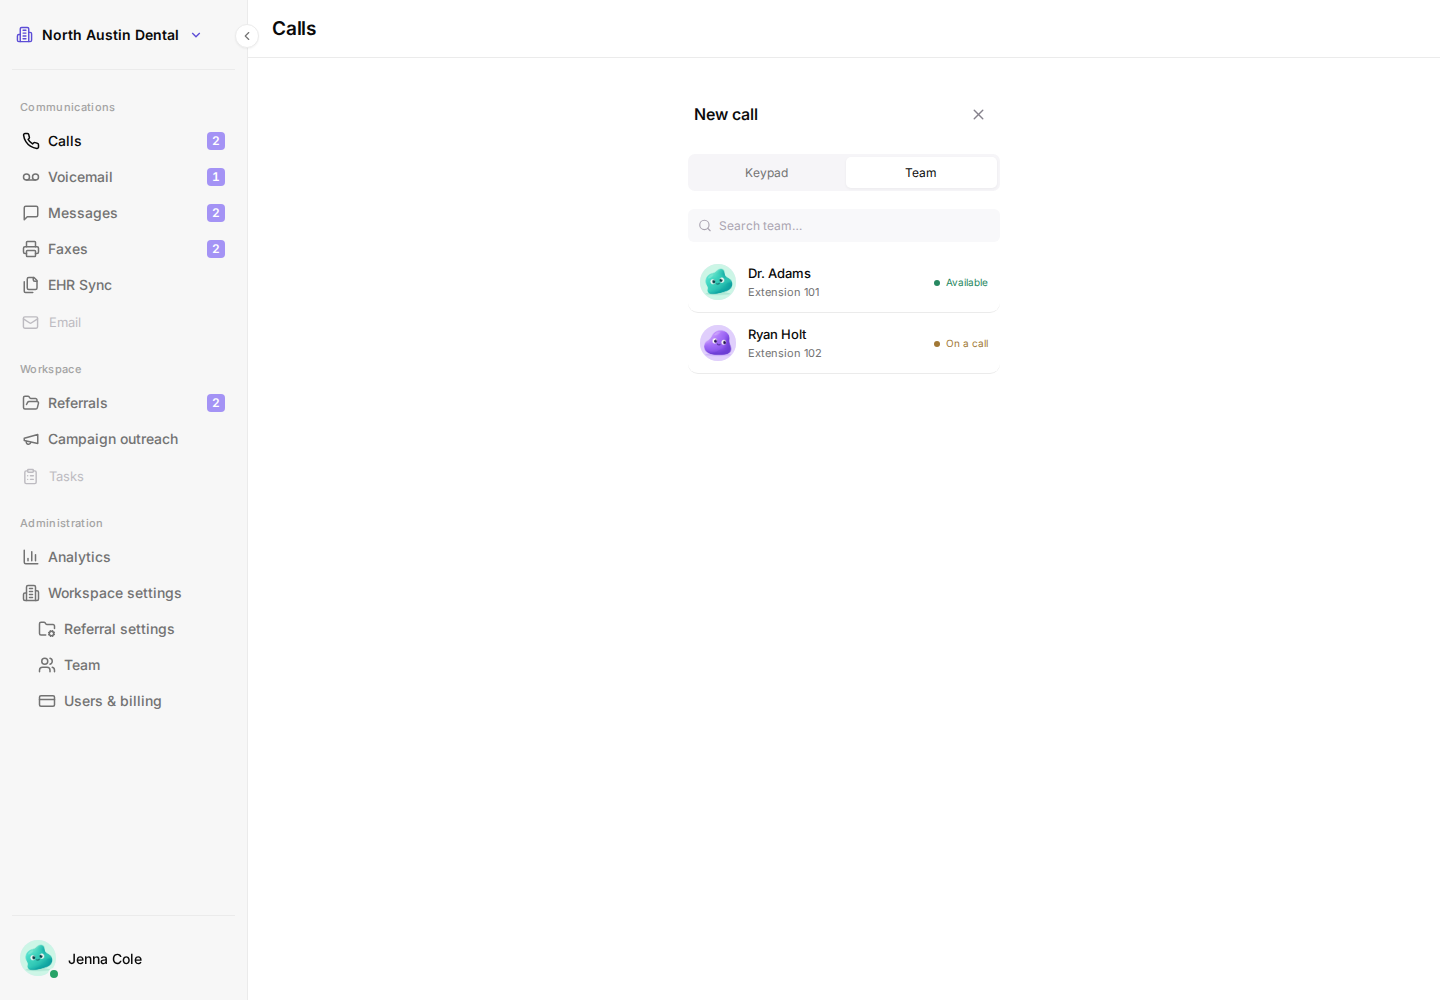 North Austin Dental
Calls
Communications
Calls 2
Voicemail 1
Messages 2
Faxes 2
EHR Sync
Email
Workspace
Referrals 2
Campaign outreach
Tasks
Administration
Analytics
Workspace settings
Referral settings
Team
Users & billing
Jenna Cole
New call
Keypad Team
Search team...
Dr. Adams
Extension 101
Available
Ryan Holt
Extension 102
On a call